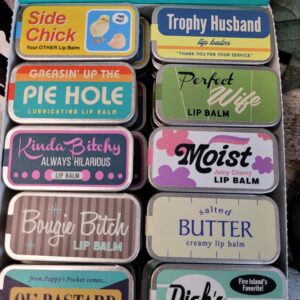 Side
Chick
Your OTHER Lip Balm
Trophy Husband
lip balm
"THANK YOU FOR YOUR SERVICE"
GREASIN' UP THE
PIE HOLE
LUBRICATING LIP BALM
Perfect
Wife
LIP BALM
Kinda Bitchy
ALWAYS HILARIOUS
LIP BALM
Moist
Juicy Cherry
LIP BALM
Bougie Bitch
LIP BALM
salted
BUTTER
creamy lip balm
from Pappy's Pocket comes...
OL' BASTARD
Fire Island's
Favorite!